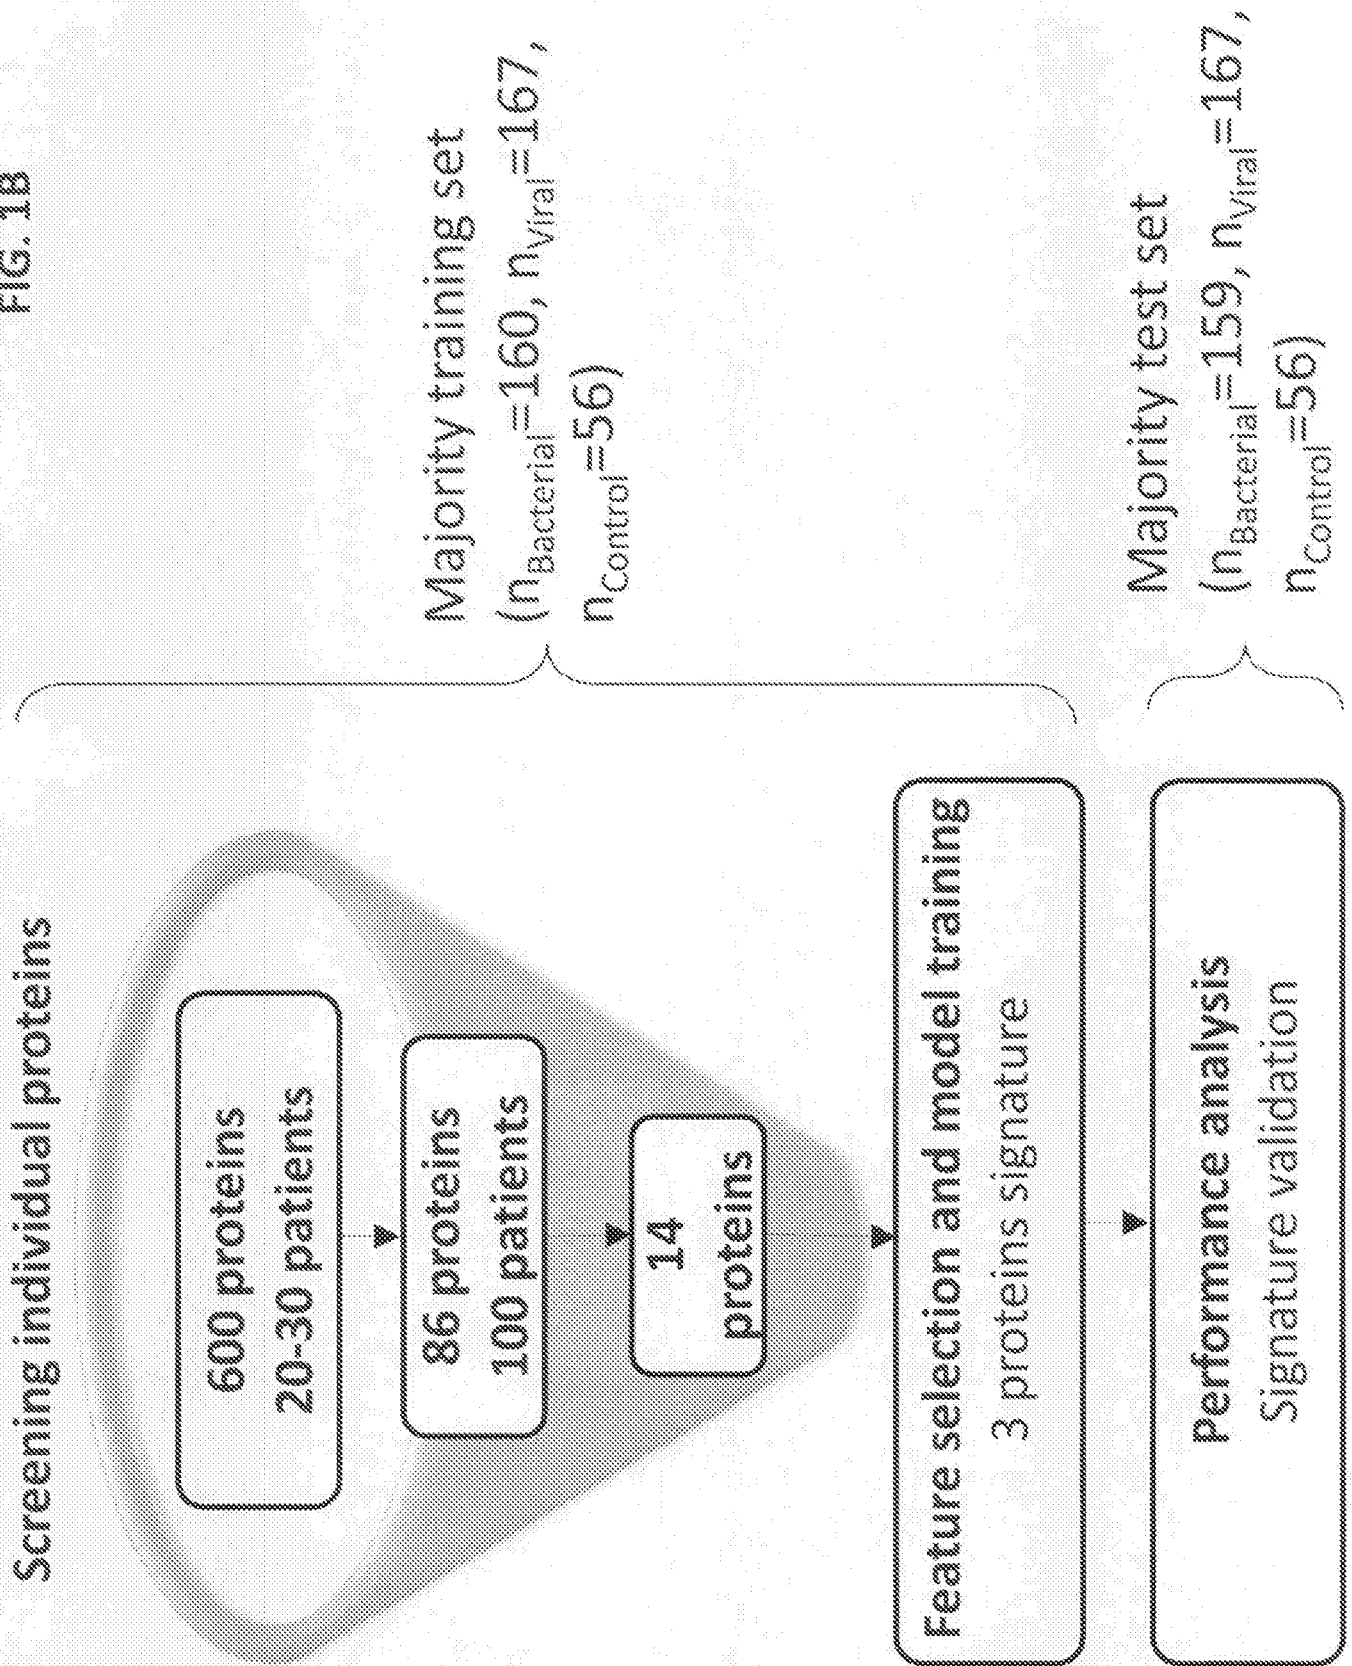 FIG. 1B
Screening individual proteins
600 proteins
20-30 patients
86 proteins
100 patients
14
proteins
Feature selection and model training
3 proteins signature
Performance analysis
Signature validation
Majority training set
(nBacterial=160, nViral=167,
nControl=56)
Majority test set
(nBacterial=159, nViral=167,
nControl=56)